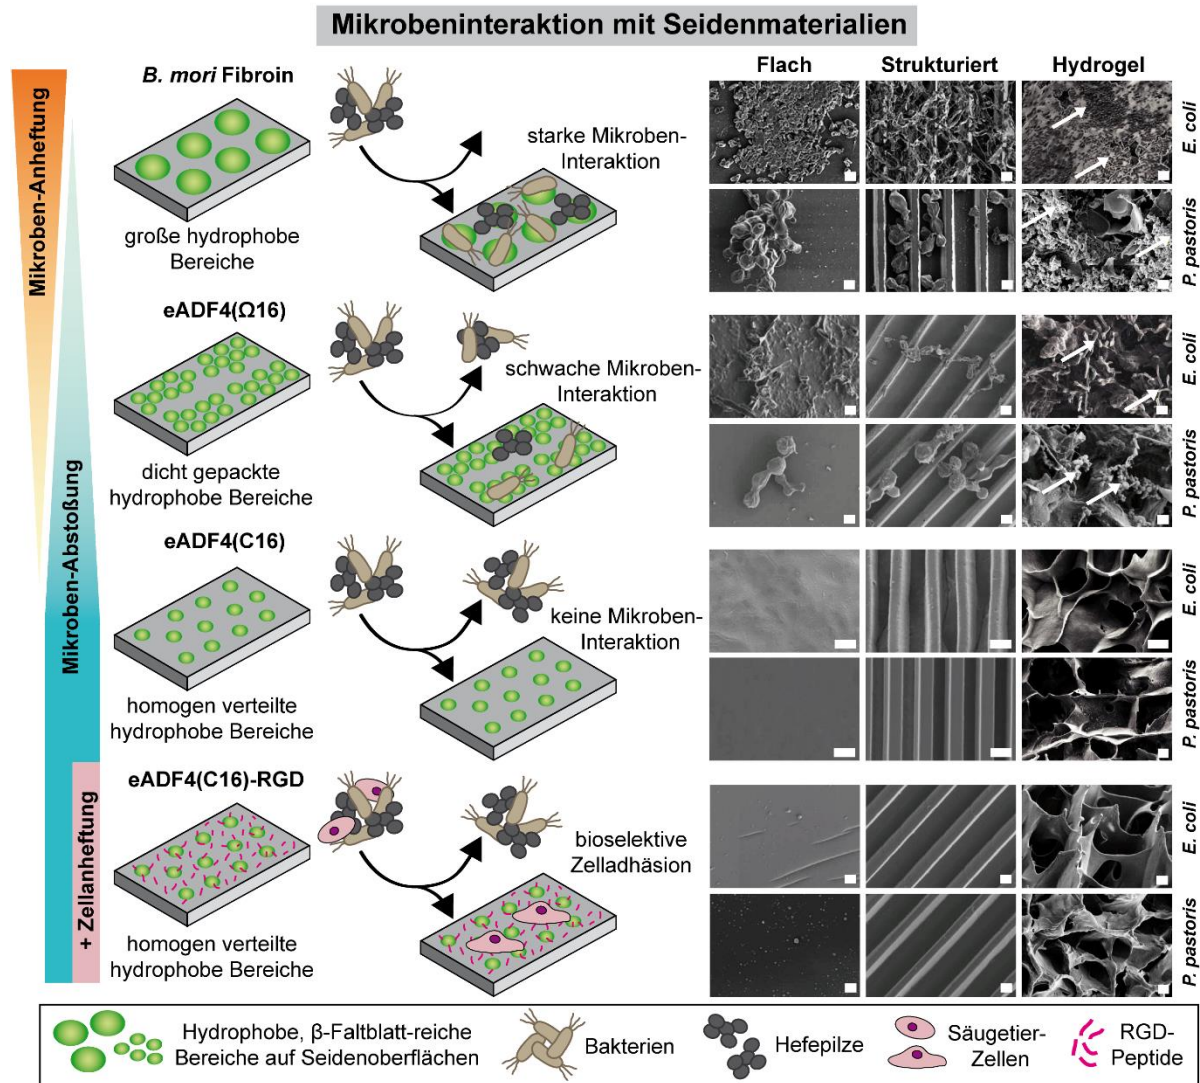 Mikrobeninteraktion mit Seidenmaterialien
Mikroben-Anheftung
Mikroben-Abstoßung
+ Zellanheftung
Flach
Strukturiert
Hydrogel
B. mori Fibroin
starke Mikroben-
Interaktion
große hydrophobe
Bereiche
E. coli
P. pastoris
eADF4(Ω16)
schwache Mikroben-
Interaktion
dicht gepackte
hydrophobe Bereiche
E. coli
P. pastoris
eADF4(C16)
keine Mikroben-
Interaktion
homogen verteilte
hydrophobe Bereiche
E. coli
P. pastoris
eADF4(C16)-RGD
bioselektive
Zelladhäsion
homogen verteilte
hydrophobe Bereiche
E. coli
P. pastoris
Hydrophobe, β-Faltblatt-reiche
Bereiche auf Seidenoberflächen
Bakterien
Hefepilze
Säugetier-
Zellen
RGD-
Peptide